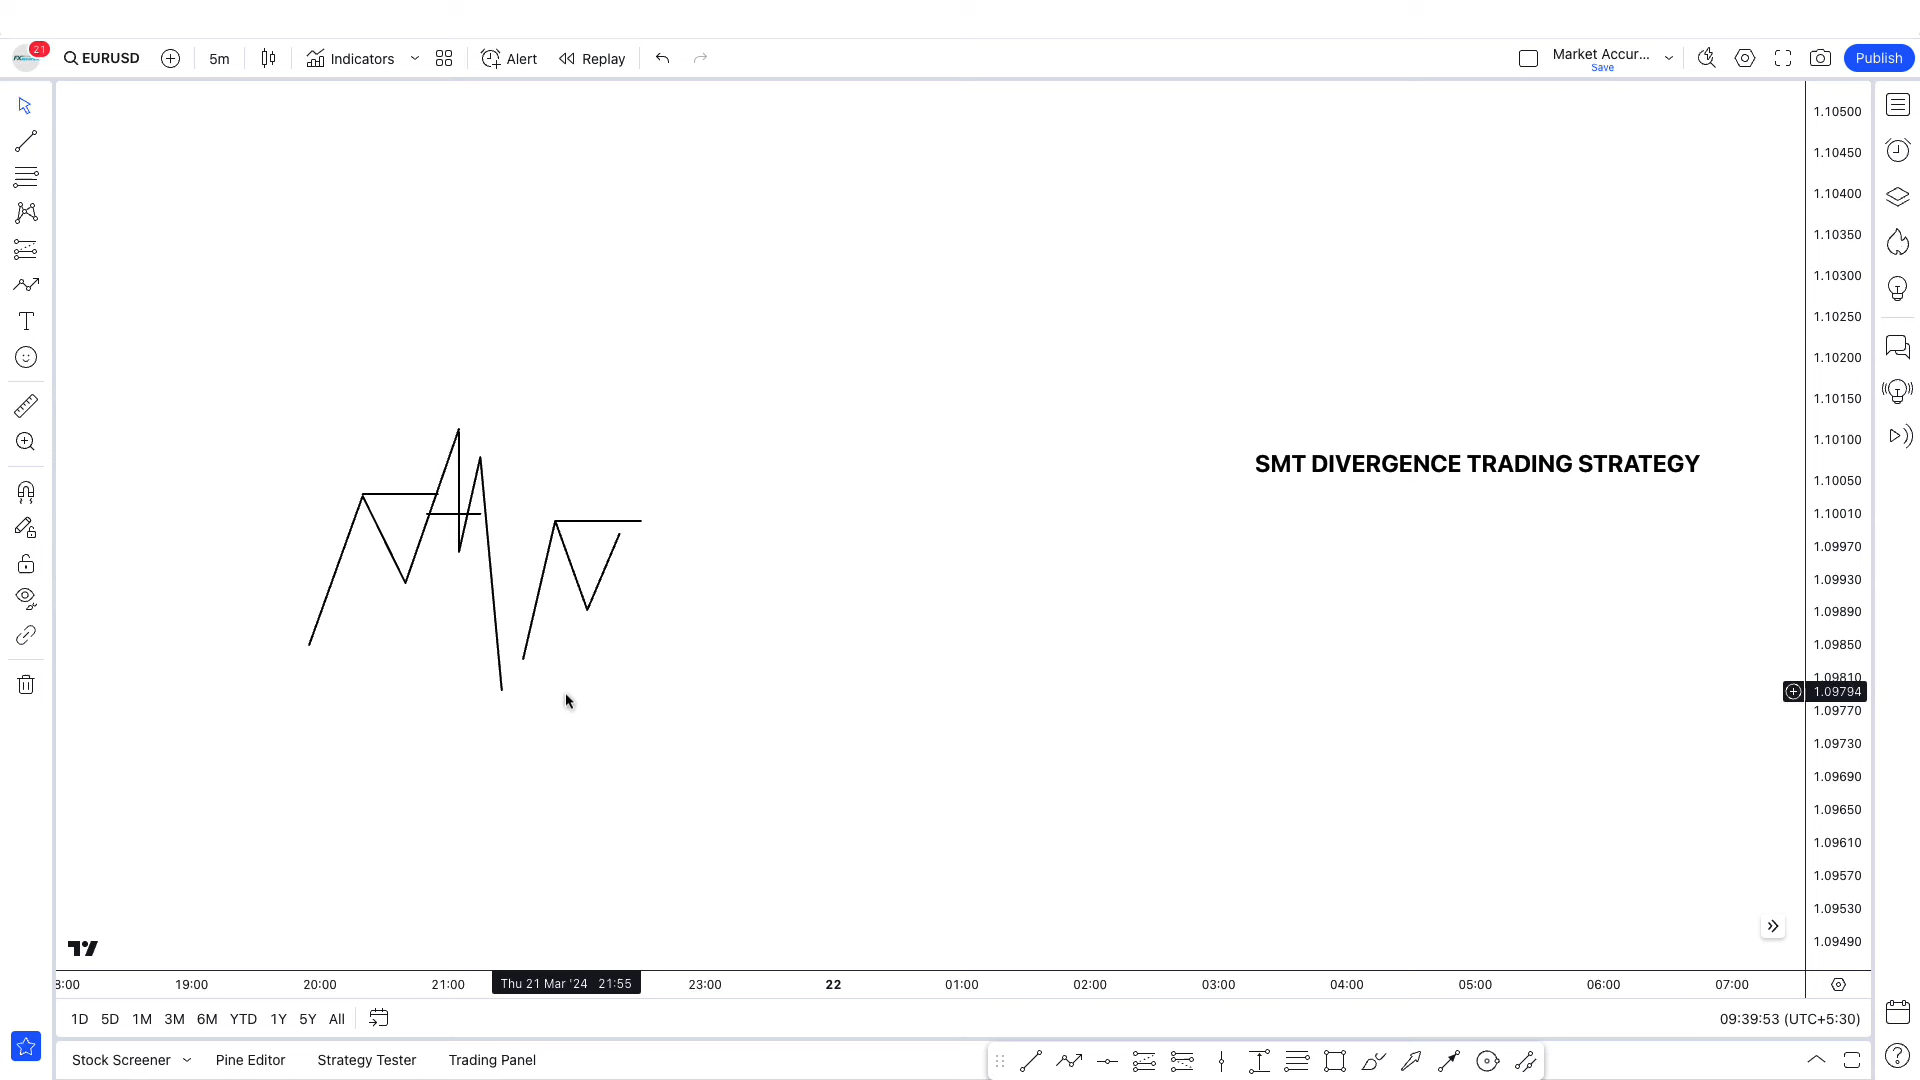 21
EURUSD
5m
Indicators
Alert
Replay
Market Accur...
Save
Publish
1.10500
1.10450
1.10400
1.10350
1.10300
1.10250
1.10200
1.10150
1.10100
1.10050
1.10010
1.09970
1.09930
1.09890
1.09850
1.09810
1.09794
1.09770
1.09730
1.09690
1.09650
1.09610
1.09570
1.09530
1.09490
SMT DIVERGENCE TRADING STRATEGY
8:00 19:00 20:00 21:00 Thu 21 Mar '24 21:55 23:00 22 01:00 02:00 03:00 04:00 05:00 06:00 07:00
1D 5D 1M 3M 6M YTD 1Y 5Y All
09:39:53 (UTC+5:30)
Stock Screener Pine Editor Strategy Tester Trading Panel